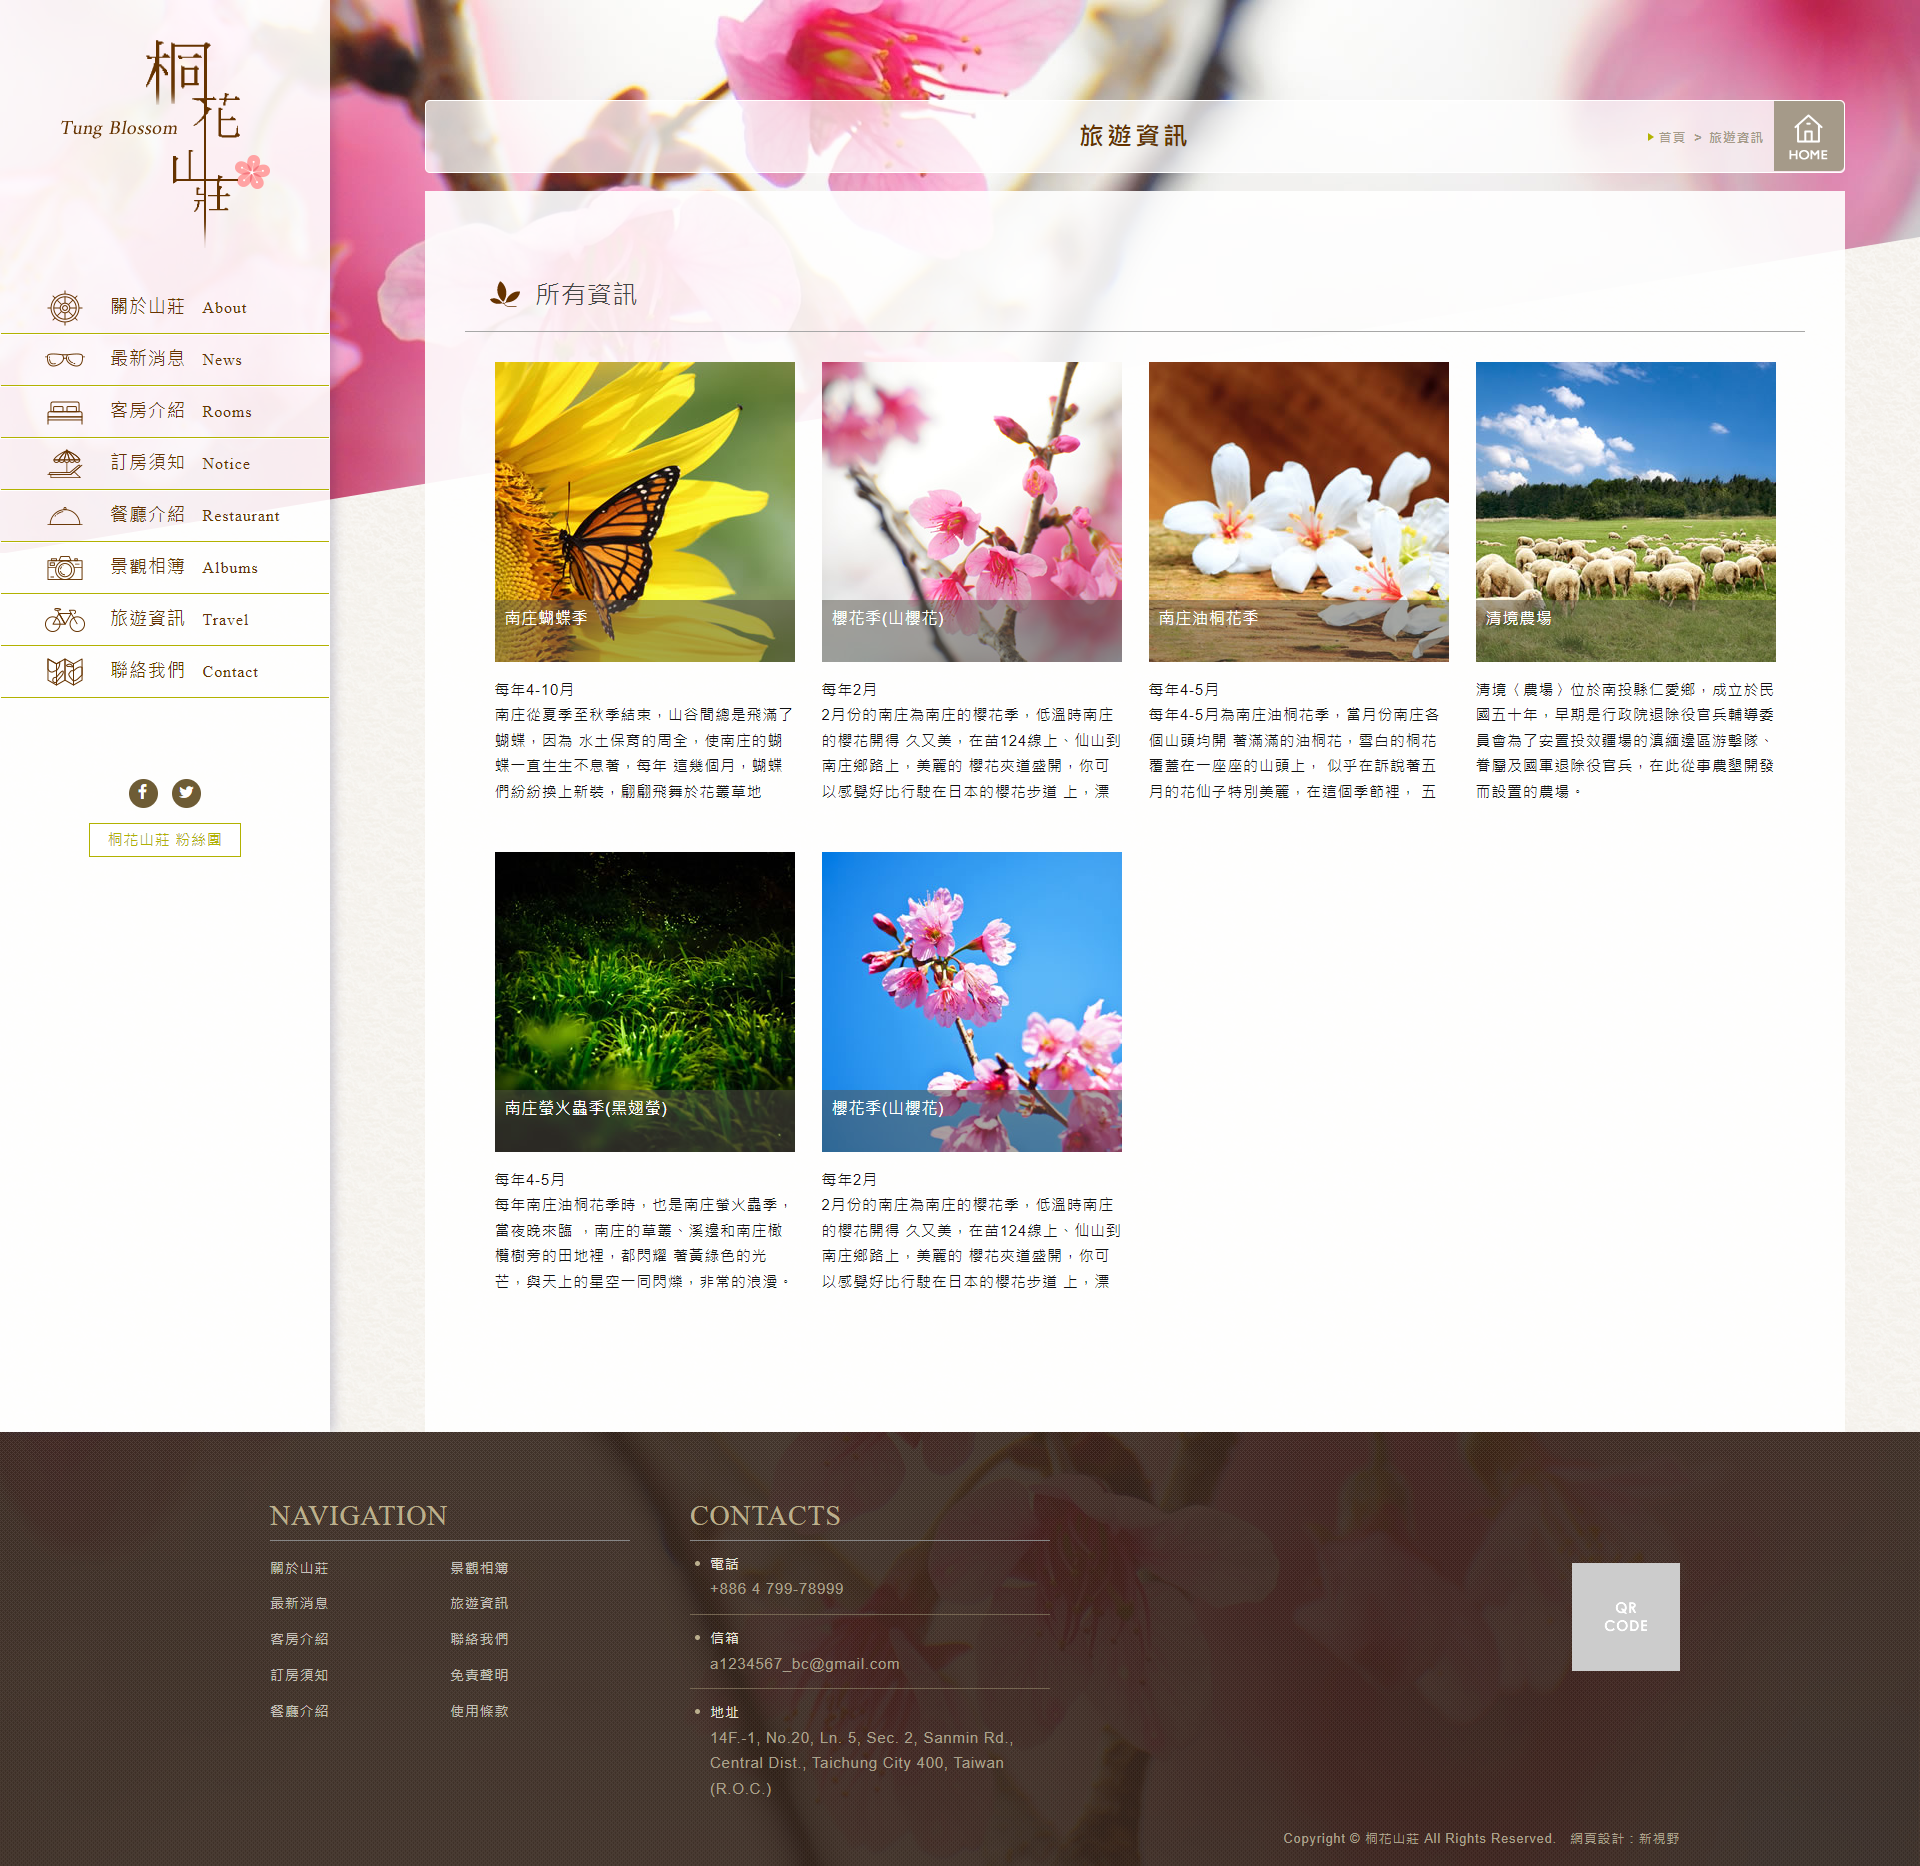 桐花山莊
Tung Blossom
關於山莊 About
最新消息 News
客房介紹 Rooms
訂房須知 Notice
餐廳介紹 Restaurant
景觀相簿 Albums
旅遊資訊 Travel
聯絡我們 Contact
桐花山莊 粉絲團
旅遊資訊
首頁 > 旅遊資訊
HOME
所有資訊
南庄蝴蝶季
每年4-10月
南庄從夏季至秋季結束，山谷間總是飛滿了
蝴蝶，因為 水土保育的周全，使南庄的蝴
蝶一直生生不息著，每年 這幾個月，蝴蝶
們紛紛換上新裝，翩翩飛舞於花叢草地
櫻花季(山櫻花)
每年2月
2月份的南庄為南庄的櫻花季，低溫時南庄
的櫻花開得 久又美，在苗124線上、仙山到
南庄鄉路上，美麗的 櫻花夾道盛開，你可
以感覺好比行駛在日本的櫻花步道 上，漂
南庄油桐花季
每年4-5月
每年4-5月為南庄油桐花季，當月份南庄各
個山頭均開 著滿滿的油桐花，雪白的桐花
覆蓋在一座座的山頭上， 似乎在訴說著五
月的花仙子特別美麗，在這個季節裡， 五
清境農場
清境〈農場〉位於南投縣仁愛鄉，成立於民
國五十年，早期是行政院退除役官兵輔導委
員會為了安置投效疆場的滇緬邊區游擊隊、
眷屬及國軍退除役官兵，在此從事農墾開發
而設置的農場。
南庄螢火蟲季(黑翅螢)
每年4-5月
每年南庄油桐花季時，也是南庄螢火蟲季，
當夜晚來臨 ，南庄的草叢、溪邊和南庄橄
欖樹旁的田地裡，都閃耀 著黃綠色的光
芒，與天上的星空一同閃爍，非常的浪漫。
櫻花季(山櫻花)
每年2月
2月份的南庄為南庄的櫻花季，低溫時南庄
的櫻花開得 久又美，在苗124線上、仙山到
南庄鄉路上，美麗的 櫻花夾道盛開，你可
以感覺好比行駛在日本的櫻花步道 上，漂
NAVIGATION
關於山莊 景觀相簿
最新消息 旅遊資訊
客房介紹 聯絡我們
訂房須知 免責聲明
餐廳介紹 使用條款
CONTACTS
電話
+886 4 799-78999
信箱
a1234567_bc@gmail.com
地址
14F.-1, No.20, Ln. 5, Sec. 2, Sanmin Rd.,
Central Dist., Taichung City 400, Taiwan
(R.O.C.)
QR
CODE
Copyright © 桐花山莊 All Rights Reserved. 網頁設計：新視野